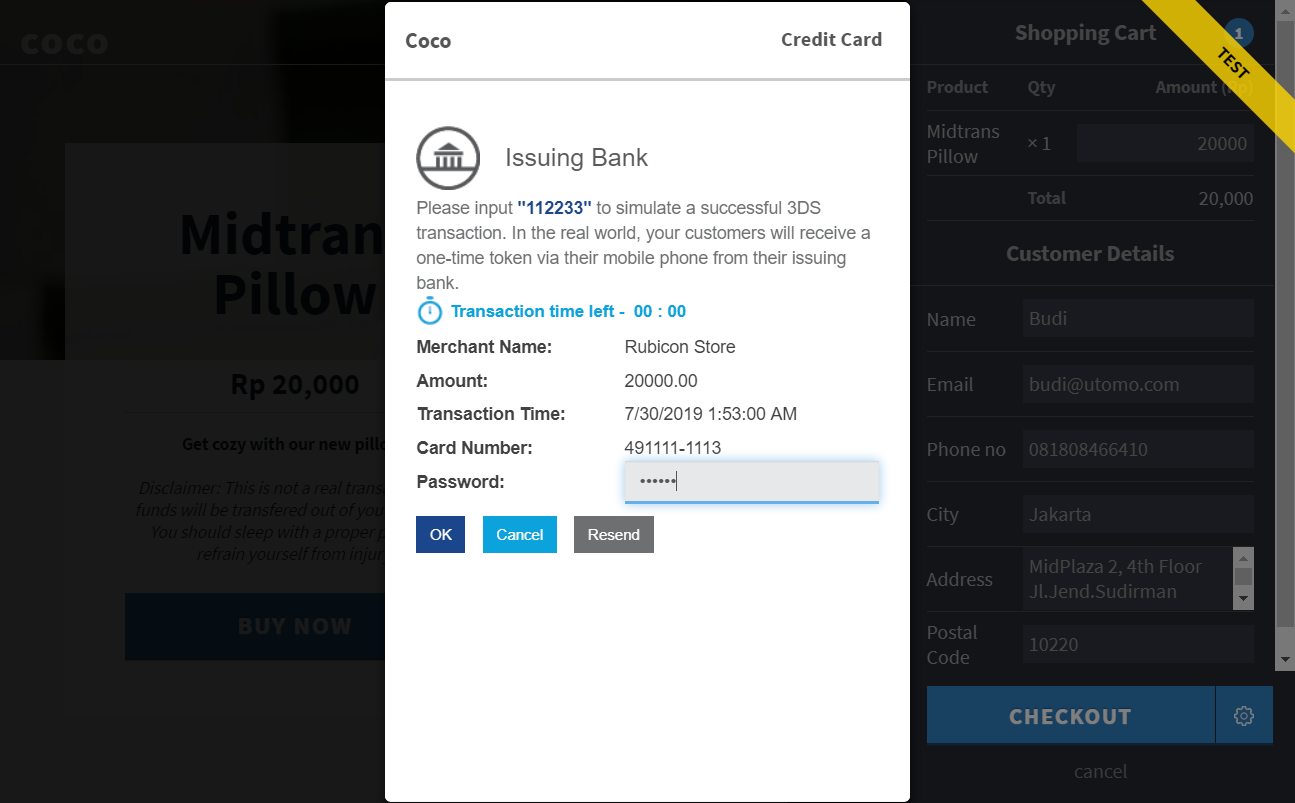 coco
Midtran
Pillow
Rp 20,000
Get cozy with our new pillo
Disclaimer: This is not a real transa
funds will be transfered out of you
You should sleep with a proper p
refrain yourself from injur
BUY NOW
Coco
Credit Card
Issuing Bank
Please input "112233" to simulate a successful 3DS
transaction. In the real world, your customers will receive a
one-time token via their mobile phone from their issuing
bank.
Transaction time left - 00 : 00
Merchant Name: Rubicon Store
Amount: 20000.00
Transaction Time: 7/30/2019 1:53:00 AM
Card Number: 491111-1113
Password: ••••••
OK Cancel Resend
Shopping Cart 1
TEST
Product Qty Amount (Rp)
Midtrans
Pillow
× 1 20000
Total 20,000
Customer Details
Name Budi
Email budi@utomo.com
Phone no 081808466410
City Jakarta
Address MidPlaza 2, 4th Floor
Jl.Jend.Sudirman
Postal
Code
10220
CHECKOUT
cancel